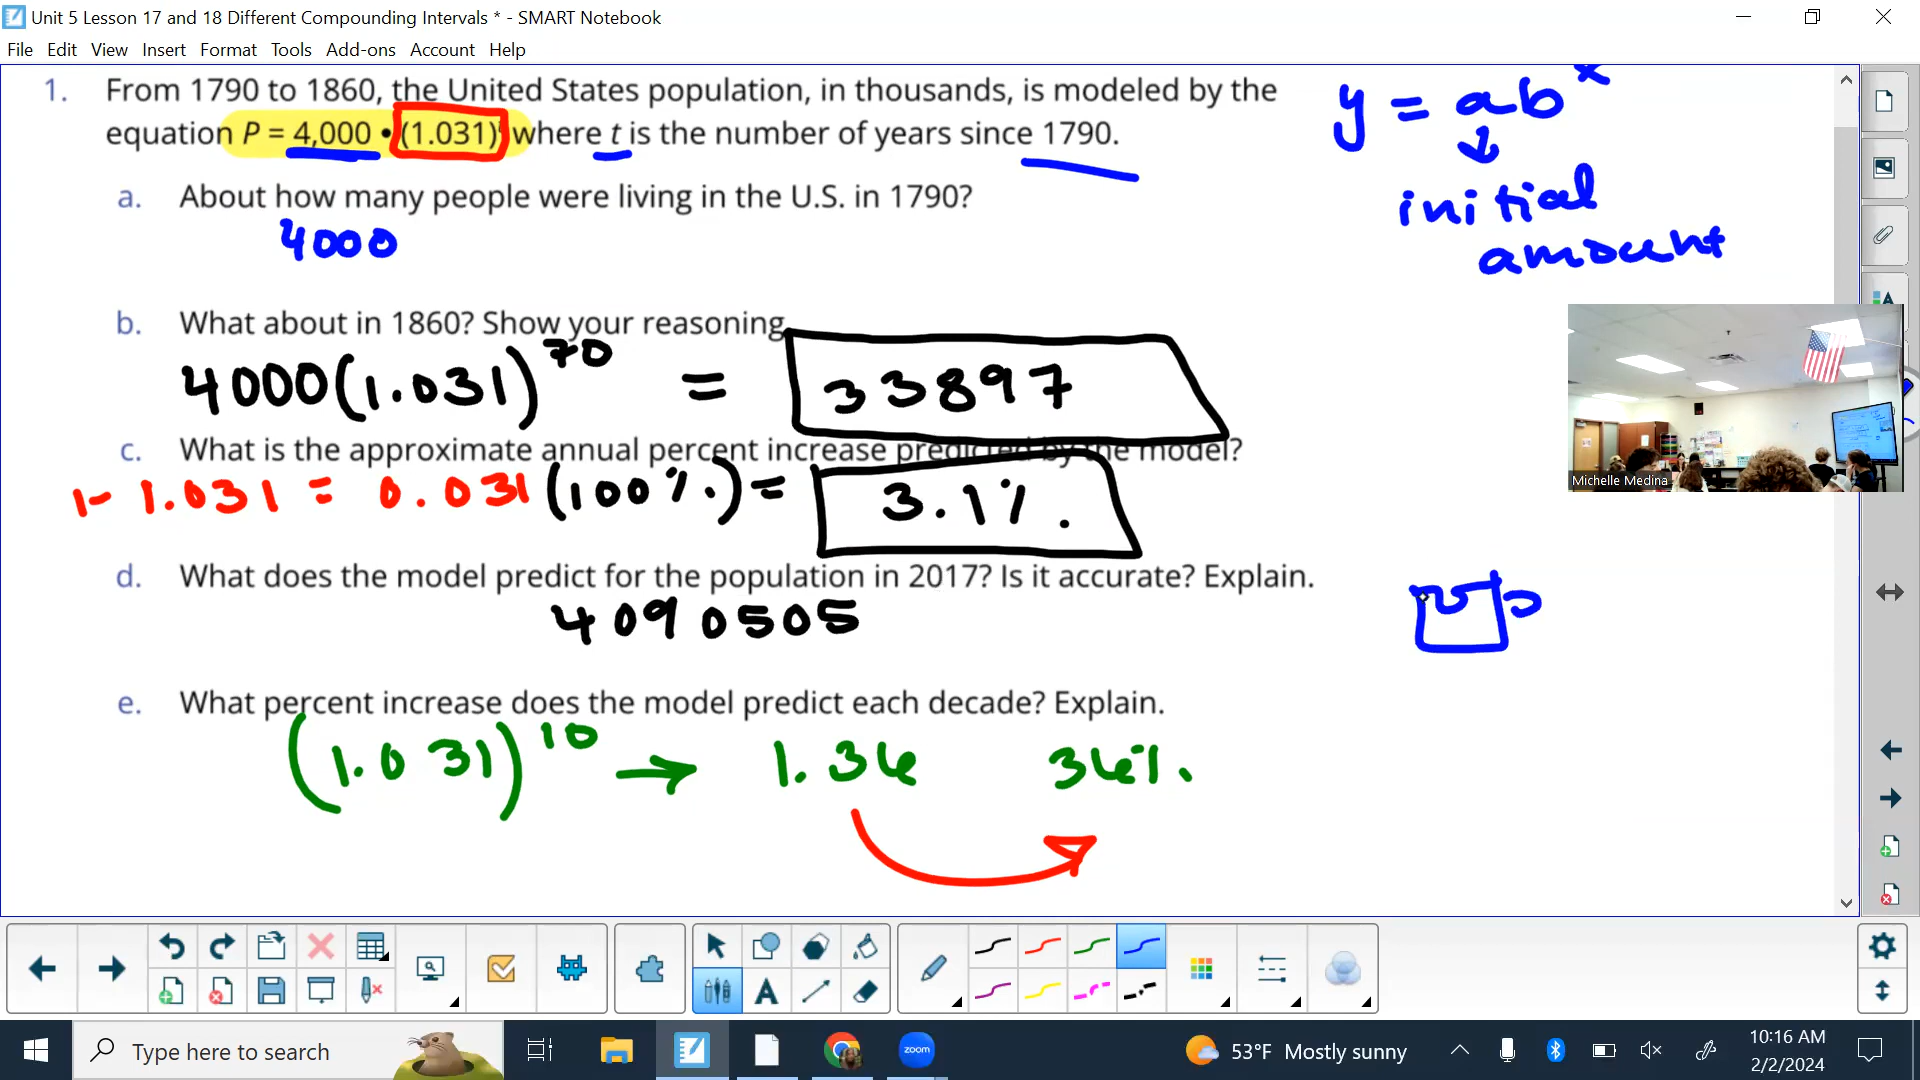 Unit 5 Lesson 17 and 18 Different Compounding Intervals * - SMART Notebook
File Edit View Insert Format Tools Add-ons Account Help
1. From 1790 to 1860, the United States population, in thousands, is modeled by the
equation P = 4,000 • (1.031)^t where t is the number of years since 1790.
y = ab^x
initial
amount
a. About how many people were living in the U.S. in 1790?
4000
b. What about in 1860? Show your reasoning
4000(1.031)^70 = 33897
c. What is the approximate annual percent increase predicted by the model?
1- 1.031 = 0.031 (100%) = 3.1%.
Michelle Medina
d. What does the model predict for the population in 2017? Is it accurate? Explain.
4090505
e. What percent increase does the model predict each decade? Explain.
(1.031)^10 → 1.36 36%.
Type here to search
zoom
53°F Mostly sunny
10:16 AM
2/2/2024